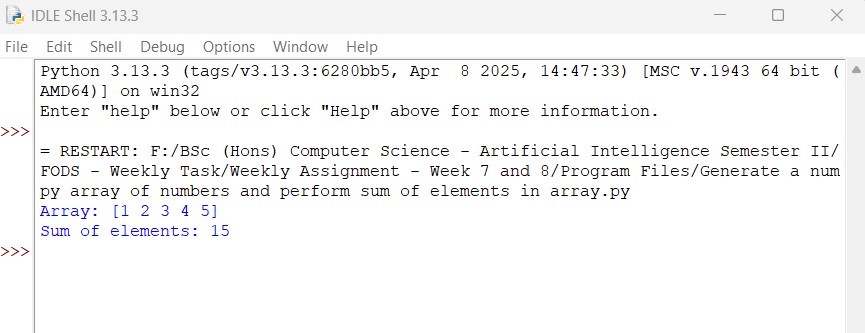 IDLE Shell 3.13.3
File Edit Shell Debug Options Window Help
Python 3.13.3 (tags/v3.13.3:6280bb5, Apr  8 2025, 14:47:33) [MSC v.1943 64 bit (
AMD64)] on win32
Enter "help" below or click "Help" above for more information.
>>>
= RESTART: F:/BSc (Hons) Computer Science - Artificial Intelligence Semester II/
FODS - Weekly Task/Weekly Assignment - Week 7 and 8/Program Files/Generate a num
py array of numbers and perform sum of elements in array.py
Array: [1 2 3 4 5]
Sum of elements: 15
>>>